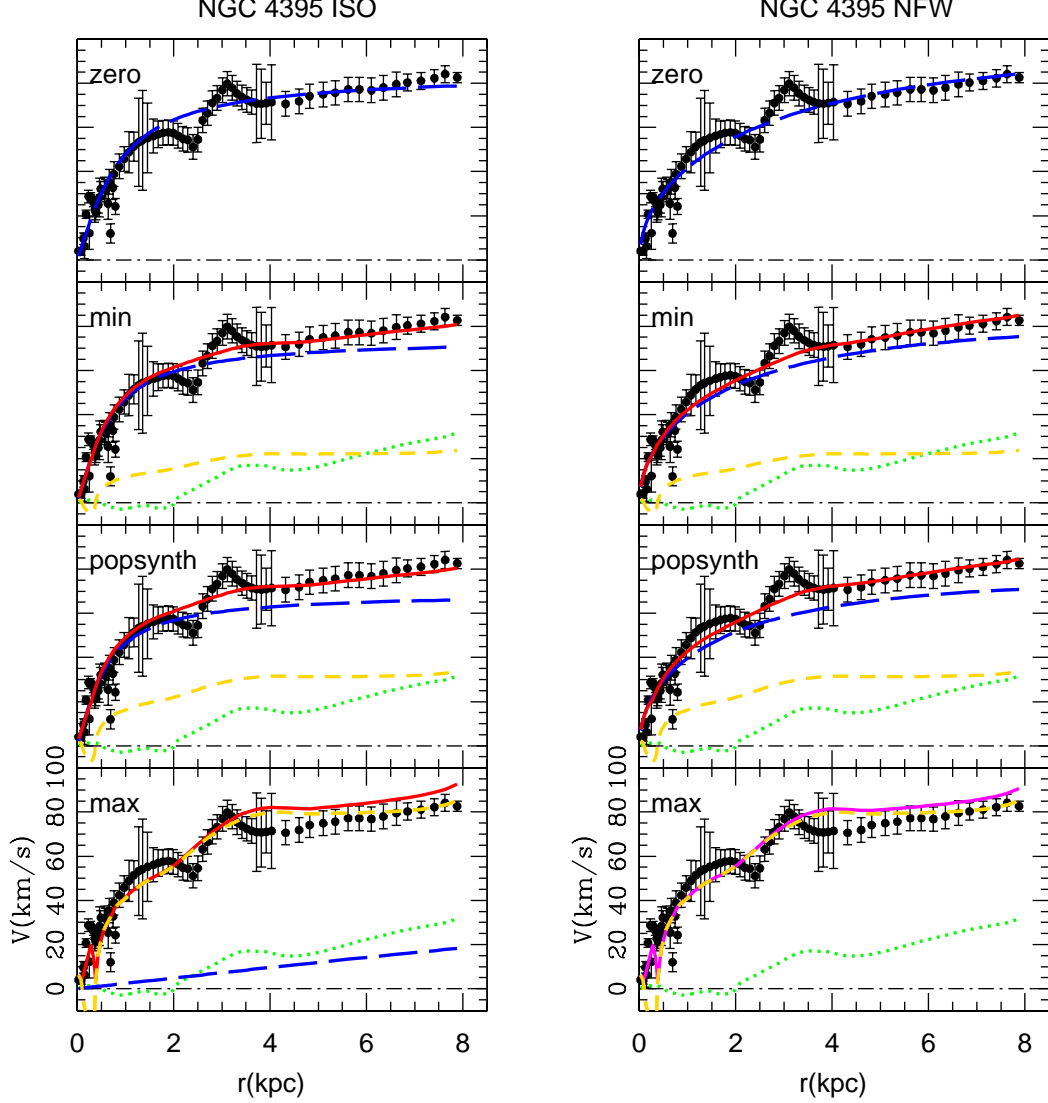 NGC 4395 ISO
NGC 4395 NFW
zero
zero
min
min
popsynth
popsynth
max
max
V(km/s)
0 20 40 60 80 100
V(km/s)
0 20 40 60 80 100
0 2 4 6 8
0 2 4 6 8
r(kpc)
r(kpc)